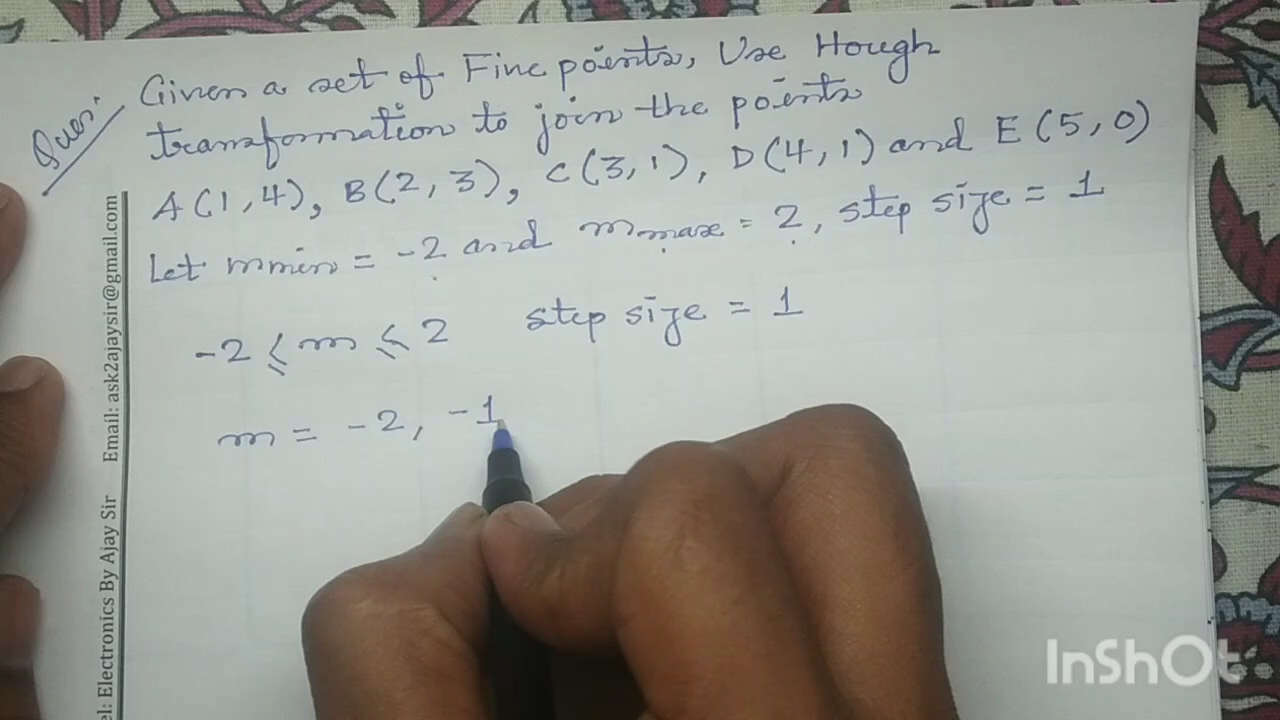 Ques:
Given a set of Five points, Use Hough
transformation to join the points
A(1,4), B(2,3), C(3,1), D(4,1) and E(5,0)
Let mmin = -2 and mmax = 2, step size = 1
-2 ≤ m ≤ 2 step size = 1
m = -2, -1
el: Electronics By Ajay Sir Email: ask2ajaysir@gmail.com
InShOt